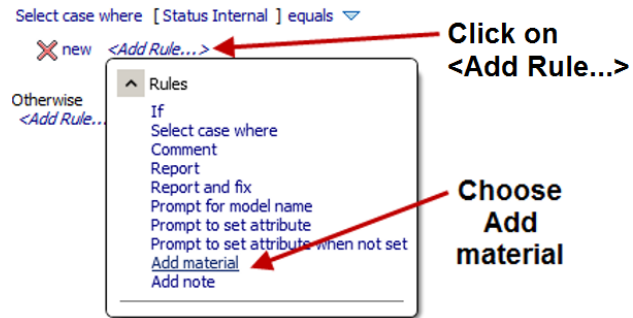 Select case where [ Status Internal ] equals
new <Add Rule...>
Click on
<Add Rule...>
Rules
Otherwise
<Add Rule...
If
Select case where
Comment
Report
Report and fix
Prompt for model name
Prompt to set attribute
Prompt to set attribute when not set
Add material
Add note
Choose
Add
material